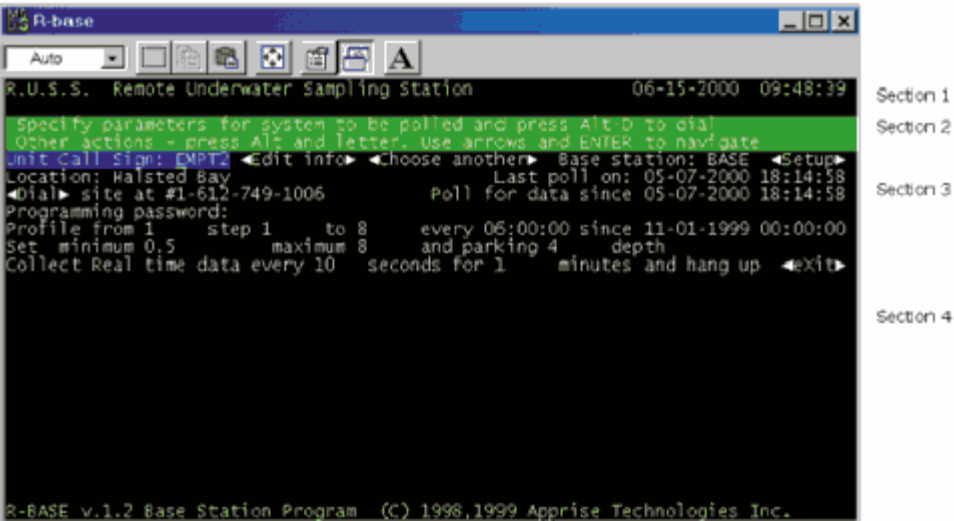 R-base
Auto
A
R.U.S.S. Remote Underwater Sampling Station 06-15-2000 09:48:39
Section 1
Specify parameters for system to be polled and press Alt-D to dial
Section 2
Other actions - press Alt and letter. Use arrows and ENTER to navigate
Unit Call Sign: EMPT2 ◄Edit info► ◄Choose another► Base station: BASE ◄Setup►
Location: Halsted Bay Last poll on: 05-07-2000 18:14:58
◄Dial► site at #1-612-749-1006 Poll for data since 05-07-2000 18:14:58
Section 3
Programming password:
Profile from 1 step 1 to 8 every 06:00:00 since 11-01-1999 00:00:00
Set minimum 0.5 maximum 8 and parking 4 depth
Collect Real time data every 10 seconds for 1 minutes and hang up ◄eXit►
Section 4
R-BASE v.1.2 Base Station Program (C) 1998,1999 Apprise Technologies Inc.